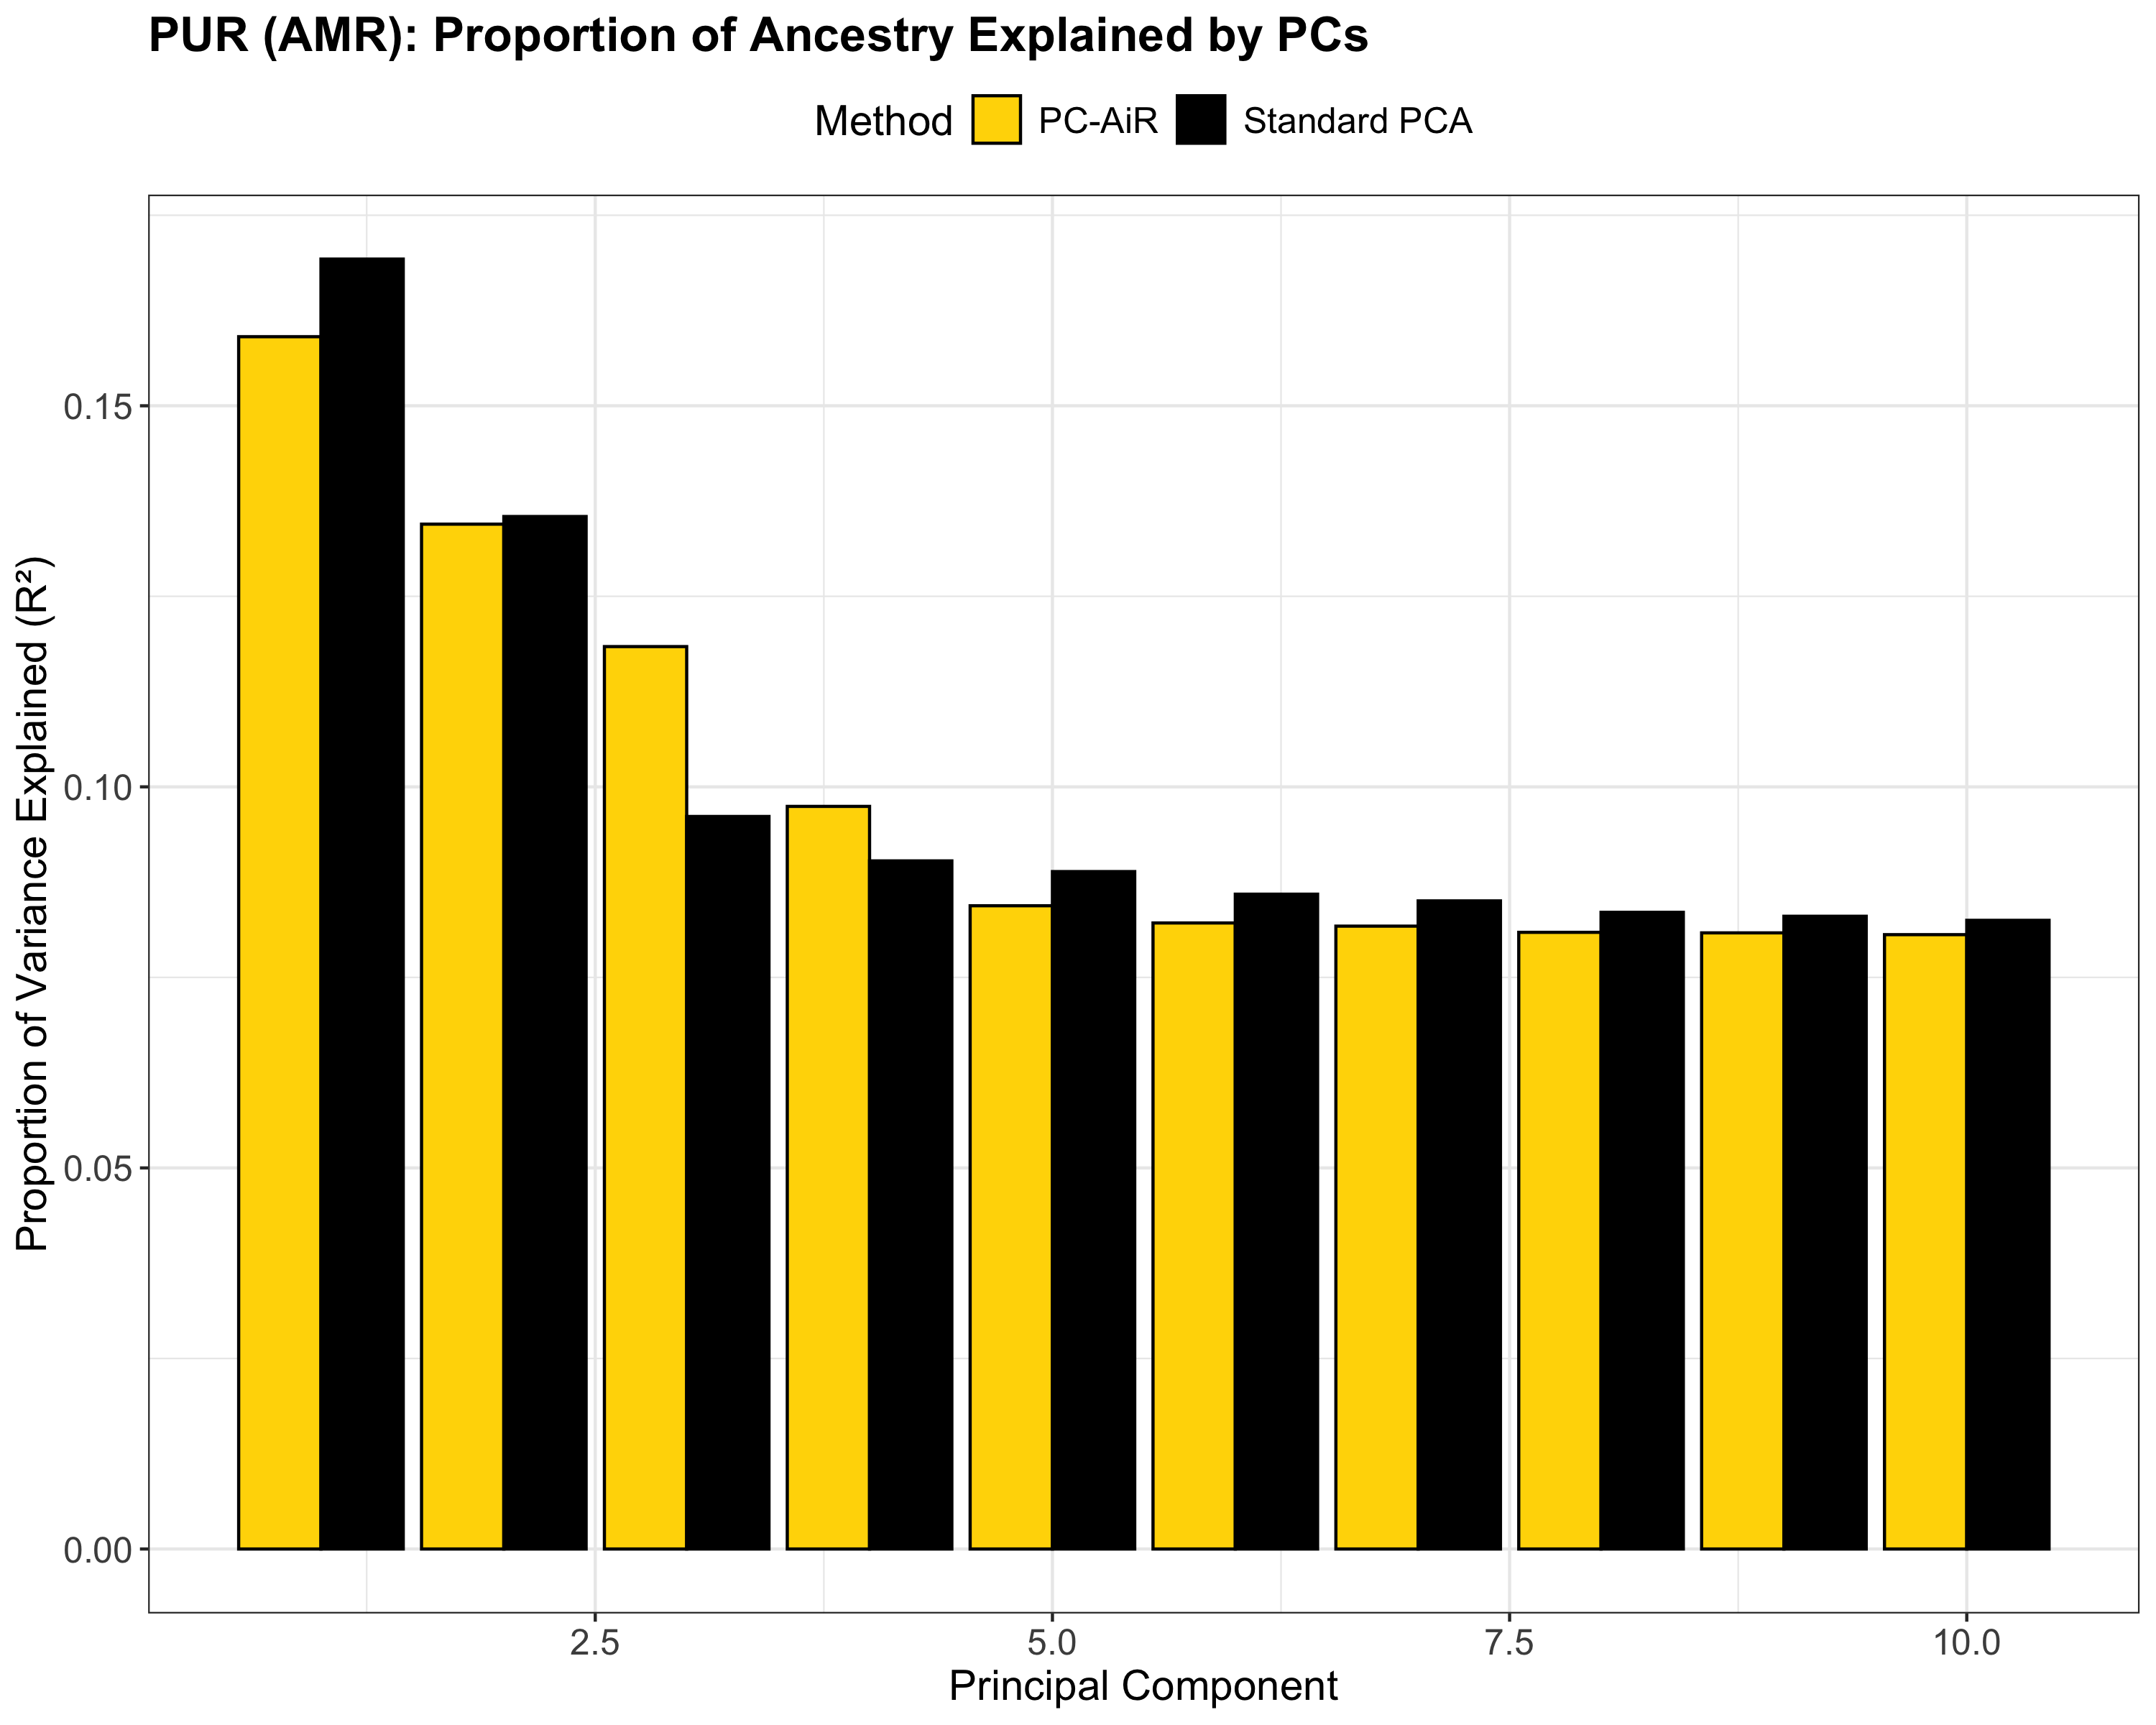 PUR (AMR): Proportion of Ancestry Explained by PCs
Method PC-AiR Standard PCA
Proportion of Variance Explained (R²)
0.15
0.10
0.05
0.00
2.5 5.0 7.5 10.0
Principal Component